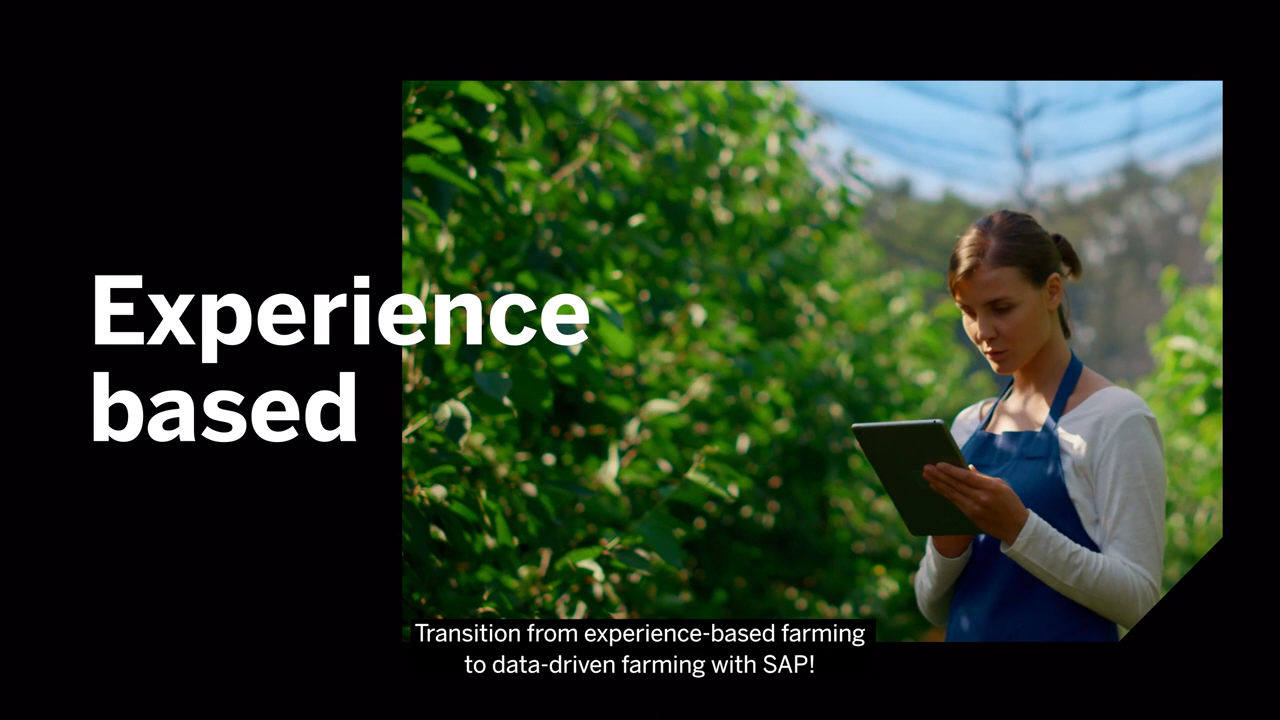 Experience
based
Transition from experience-based farming
to data-driven farming with SAP!